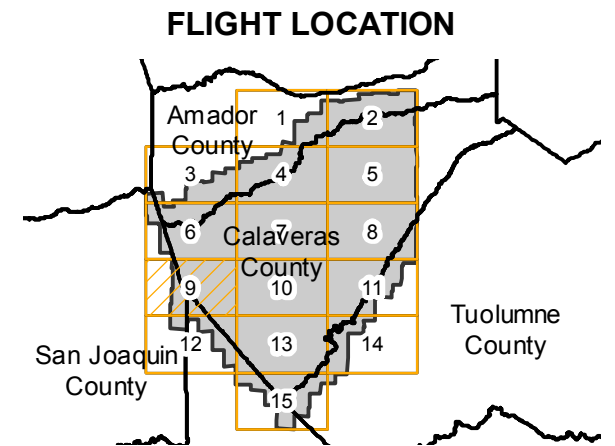 FLIGHT LOCATION
Amador
County
1
2
3
4
5
6
7
8
Calaveras
County
9
10
11
12
13
14
Tuolumne
County
San Joaquin
County
15